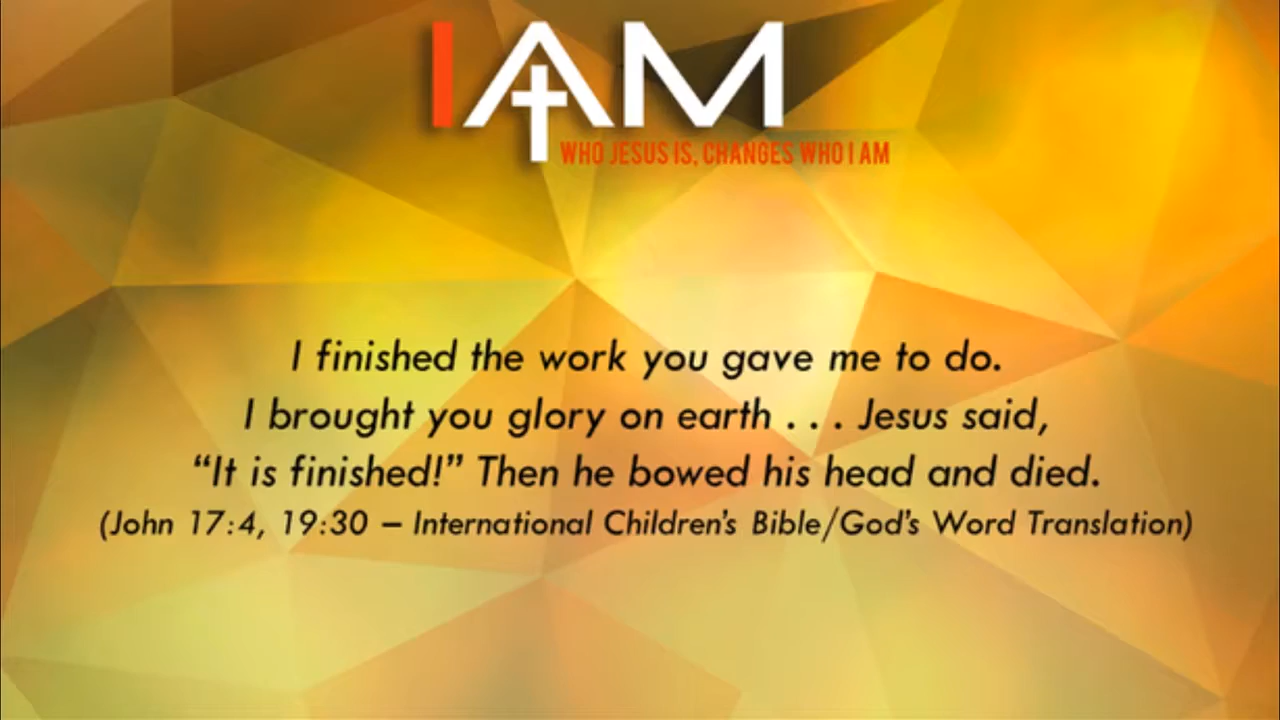 I AM
WHO JESUS IS, CHANGES WHO I AM
I finished the work you gave me to do.
I brought you glory on earth . . . Jesus said,
“It is finished!” Then he bowed his head and died.
(John 17:4, 19:30 – International Children’s Bible/God’s Word Translation)